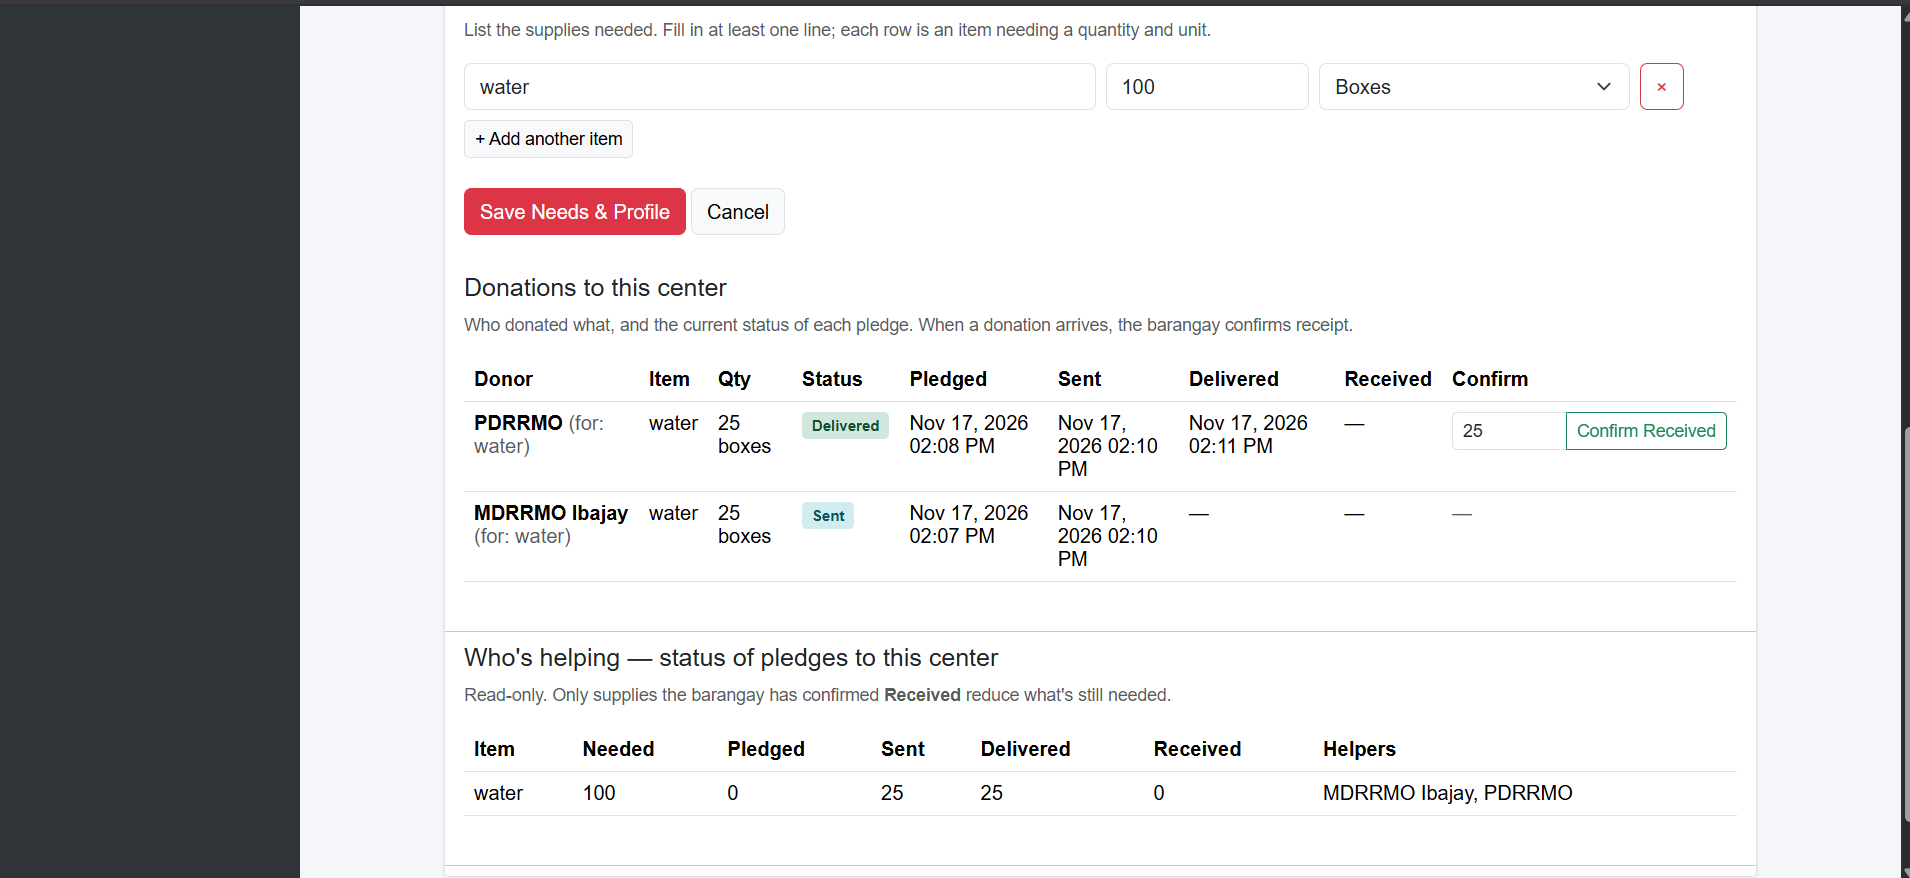 List the supplies needed. Fill in at least one line; each row is an item needing a quantity and unit.
water 100 Boxes ×
+ Add another item
Save Needs & Profile Cancel
Donations to this center
Who donated what, and the current status of each pledge. When a donation arrives, the barangay confirms receipt.
Donor Item Qty Status Pledged Sent Delivered Received Confirm
PDRRMO (for: water 25 Delivered Nov 17, 2026 Nov 17, Nov 17, 2026 — 25 Confirm Received
water) boxes 02:08 PM 2026 02:10 02:11 PM
PM
MDRRMO Ibajay water 25 Sent Nov 17, 2026 Nov 17, — — —
(for: water) boxes 02:07 PM 2026 02:10
PM
Who's helping — status of pledges to this center
Read-only. Only supplies the barangay has confirmed Received reduce what's still needed.
Item Needed Pledged Sent Delivered Received Helpers
water 100 0 25 25 0 MDRRMO Ibajay, PDRRMO